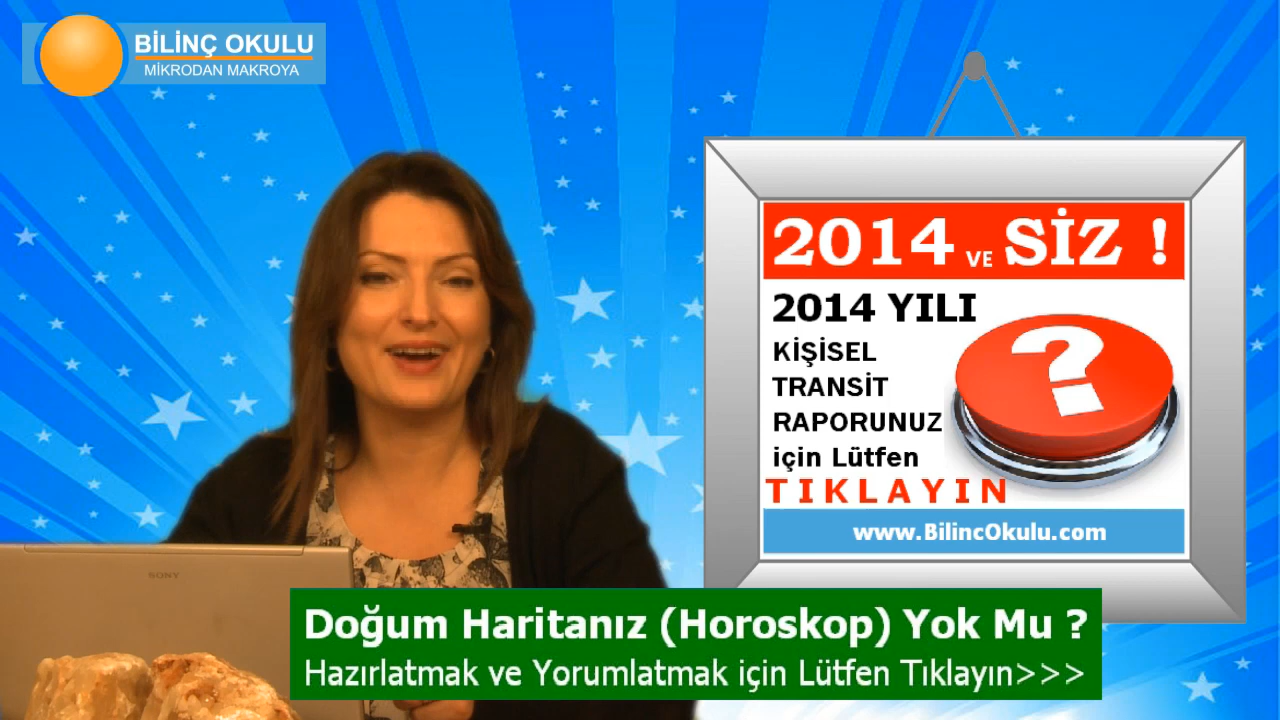 BİLİNÇ OKULU
MİKRODAN MAKROYA
2014 VE SİZ !
2014 YILI
KİŞİSEL
TRANSİT
RAPORUNUZ
için Lütfen
TIKLAYIN
www.BilincOkulu.com
SONY
Doğum Haritanız (Horoskop) Yok Mu ?
Hazırlatmak ve Yorumlatmak için Lütfen Tıklayın>>>